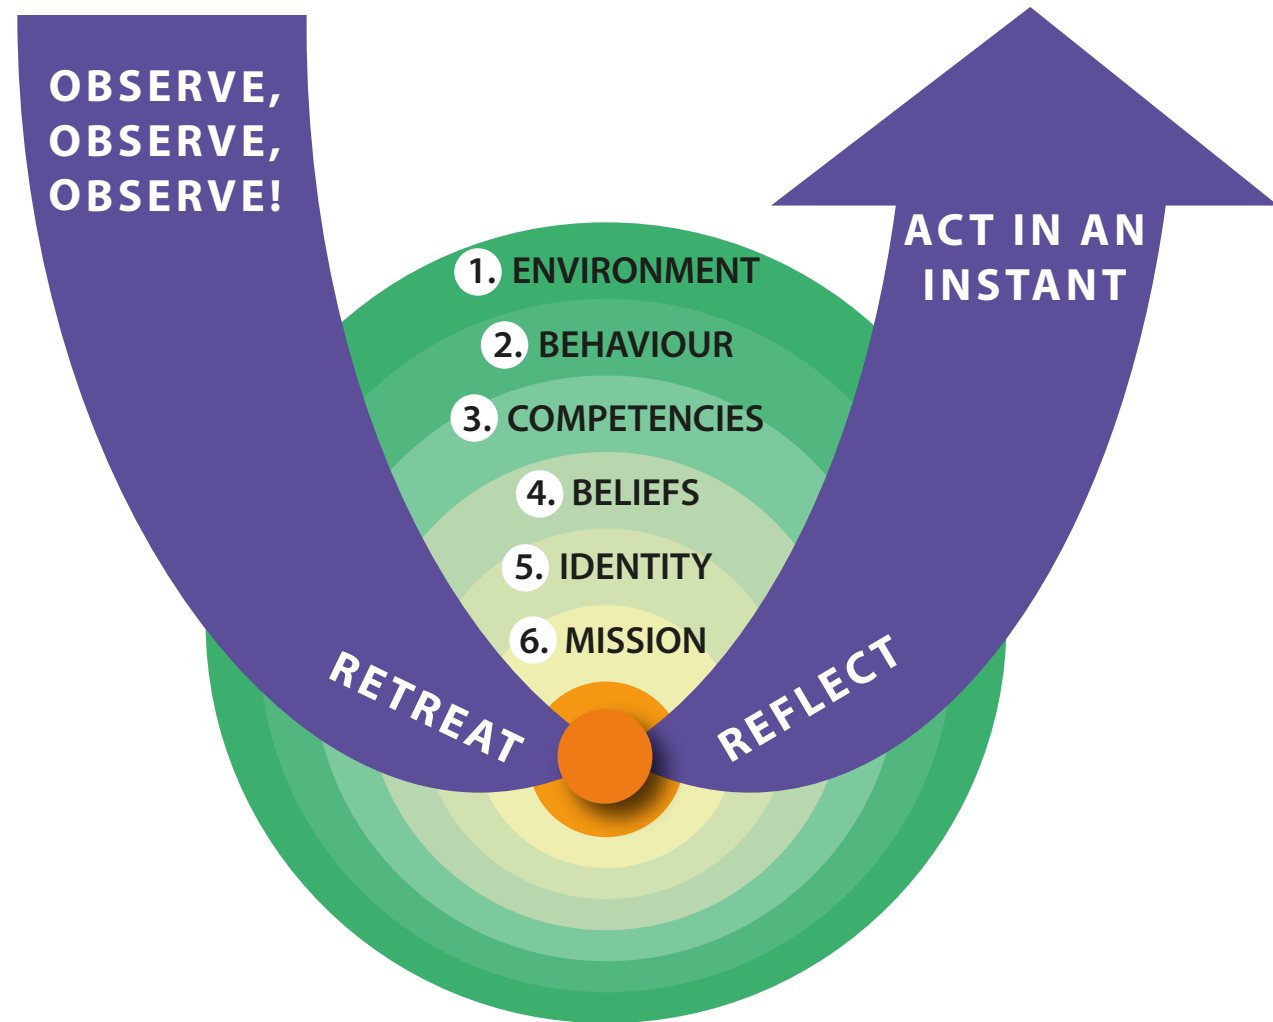 OBSERVE,
OBSERVE,
OBSERVE!
ACT IN AN
INSTANT
1. ENVIRONMENT
2. BEHAVIOUR
3. COMPETENCIES
4. BELIEFS
5. IDENTITY
6. MISSION
RETREAT
REFLECT